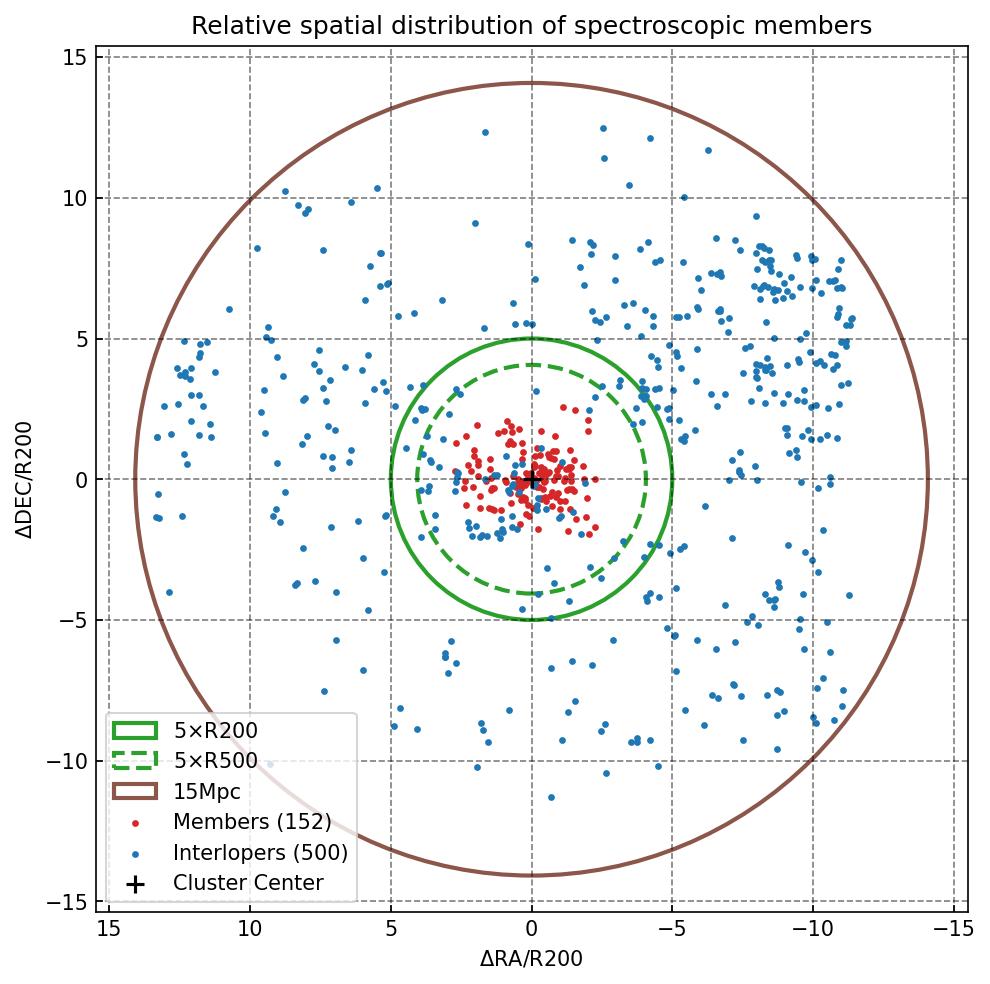 Relative spatial distribution of spectroscopic members
15
10
5
0
−5
−10
−15
ΔDEC/R200
5×R200
5×R500
15Mpc
Members (152)
Interlopers (500)
Cluster Center
15 10 5 0 −5 −10 −15
ΔRA/R200